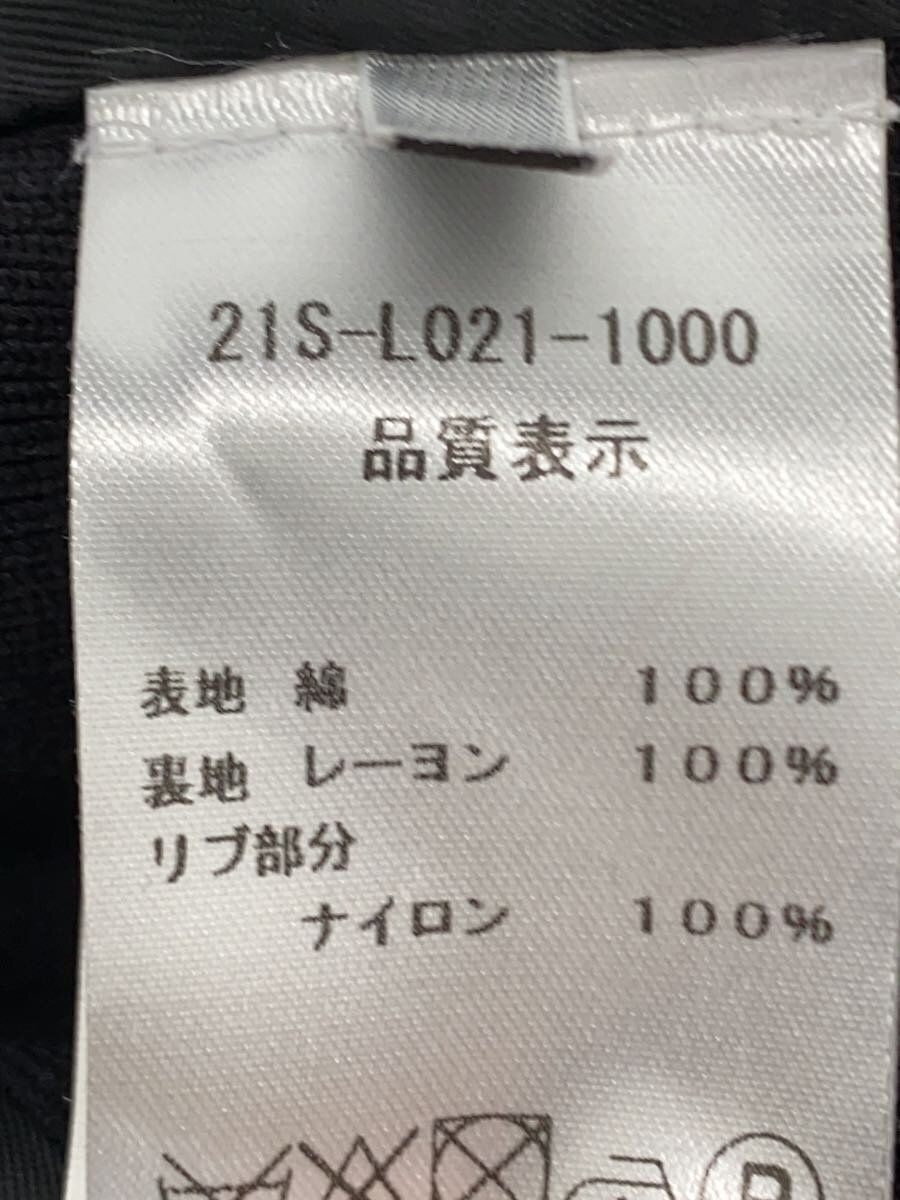 21S-L021-1000
品質表示
表地 綿 100%
裏地 レーヨン 100%
リブ部分
ナイロン 100%